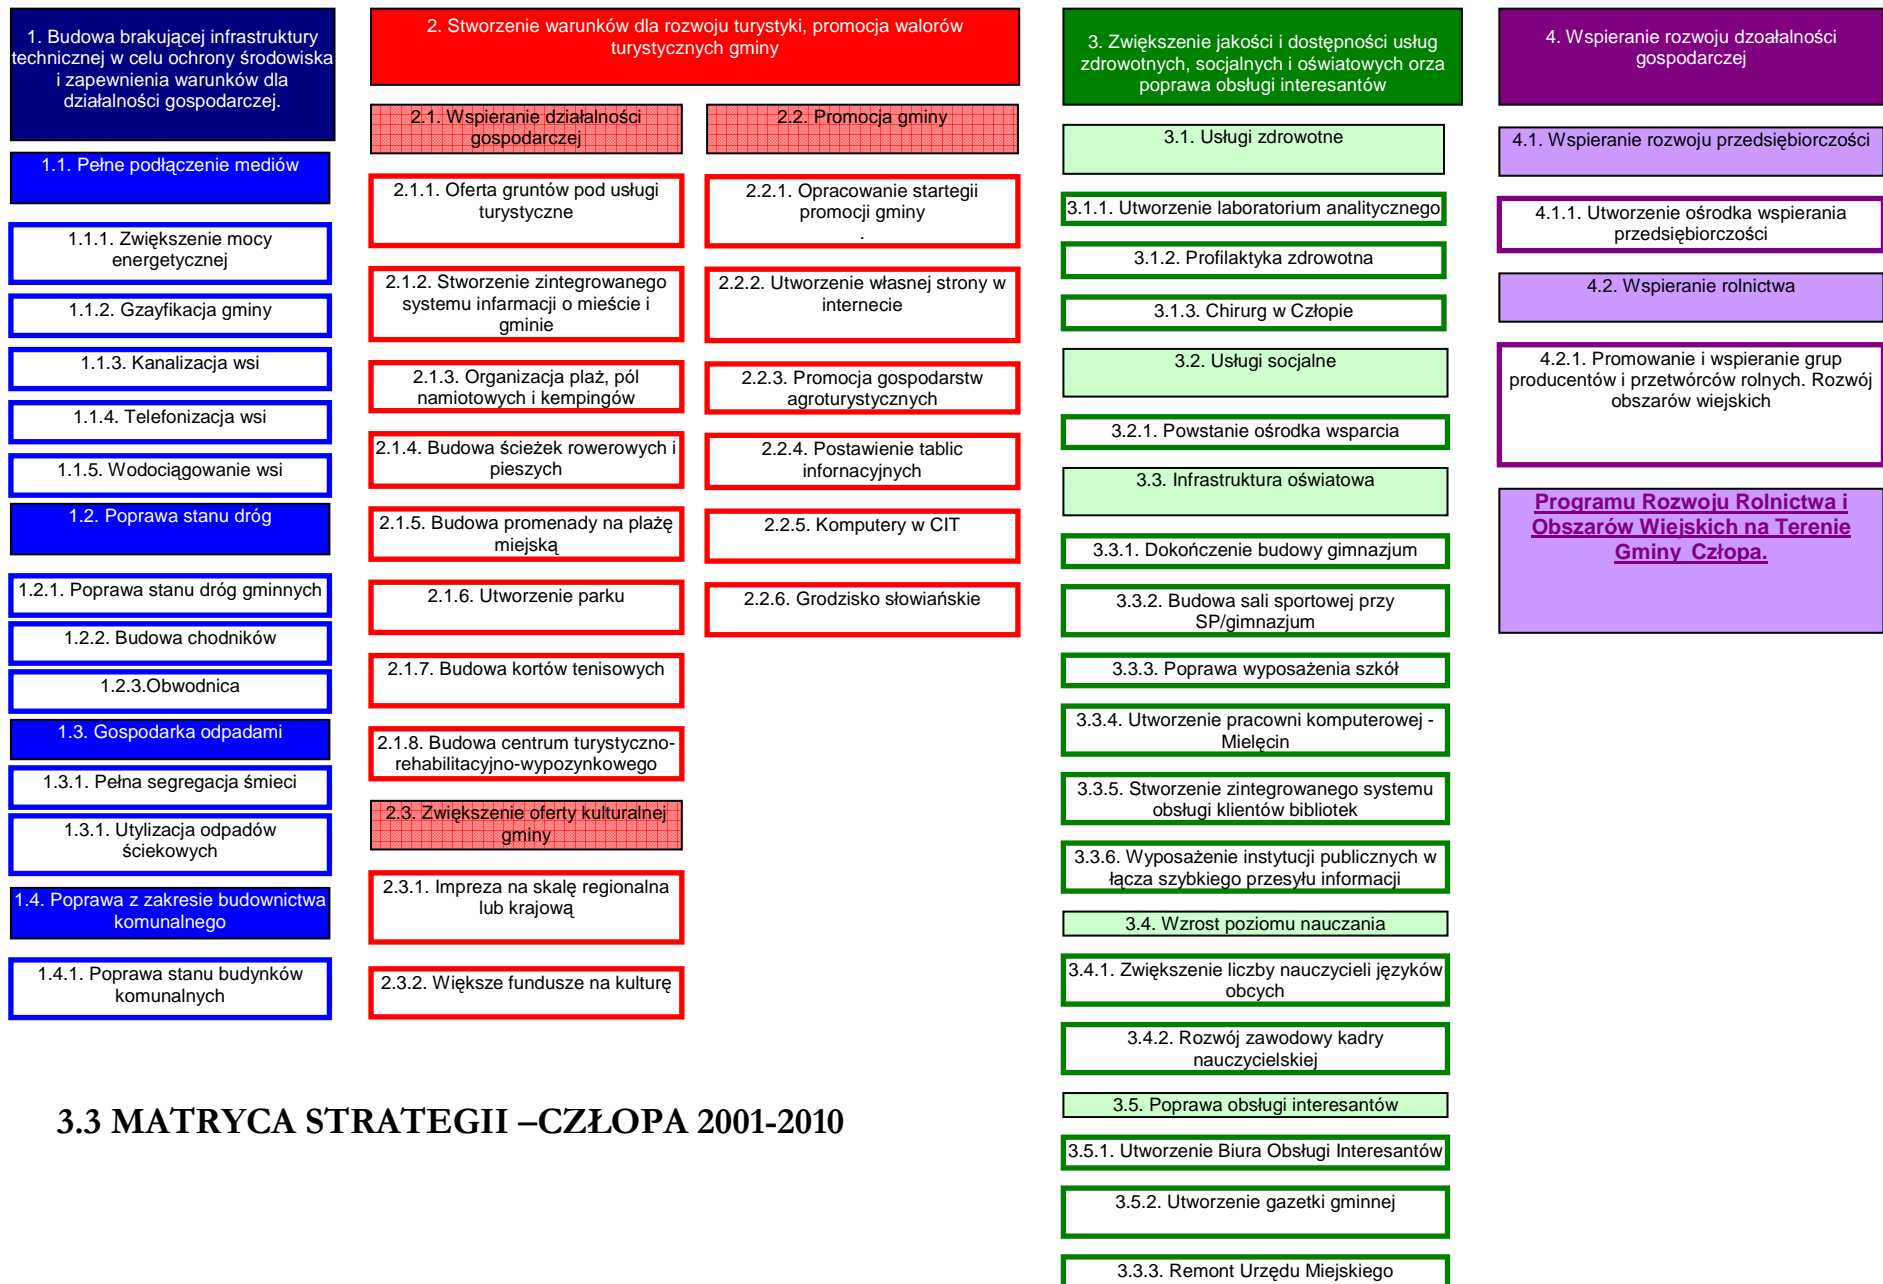 1. Budowa brakującej infrastruktury
technicznej w celu ochrony środowiska
i zapewnienia warunków dla
działalności gospodarczej.
1.1. Pełne podłączenie mediów
1.1.1. Zwiększenie mocy
energetycznej
1.1.2. Gzayfikacja gminy
1.1.3. Kanalizacja wsi
1.1.4. Telefonizacja wsi
1.1.5. Wodociągowanie wsi
1.2. Poprawa stanu dróg
1.2.1. Poprawa stanu dróg gminnych
1.2.2. Budowa chodników
1.2.3.Obwodnica
1.3. Gospodarka odpadami
1.3.1. Pełna segregacja śmieci
1.3.1. Utylizacja odpadów
ściekowych
1.4. Poprawa z zakresie budownictwa
komunalnego
1.4.1. Poprawa stanu budynków
komunalnych
2. Stworzenie warunków dla rozwoju turystyki, promocja walorów
turystycznych gminy
2.1. Wspieranie działalności
gospodarczej
2.1.1. Oferta gruntów pod usługi
turystyczne
2.1.2. Stworzenie zintegrowanego
systemu infarmacji o mieście i
gminie
2.1.3. Organizacja plaż, pól
namiotowych i kempingów
2.1.4. Budowa ścieżek rowerowych i
pieszych
2.1.5. Budowa promenady na plażę
miejską
2.1.6. Utworzenie parku
2.1.7. Budowa kortów tenisowych
2.1.8. Budowa centrum turystyczno-
rehabilitacyjno-wypozynkowego
2.3. Zwiększenie oferty kulturalnej
gminy
2.3.1. Impreza na skalę regionalna
lub krajową
2.3.2. Większe fundusze na kulturę
2.2. Promocja gminy
2.2.1. Opracowanie startegii
promocji gminy
.
2.2.2. Utworzenie własnej strony w
internecie
2.2.3. Promocja gospodarstw
agroturystycznych
2.2.4. Postawienie tablic
infornacyjnych
2.2.5. Komputery w CIT
2.2.6. Grodzisko słowiańskie
3. Zwiększenie jakości i dostępności usług
zdrowotnych, socjalnych i oświatowych orza
poprawa obsługi interesantów
3.1. Usługi zdrowotne
3.1.1. Utworzenie laboratorium analitycznego
3.1.2. Profilaktyka zdrowotna
3.1.3. Chirurg w Człopie
3.2. Usługi socjalne
3.2.1. Powstanie ośrodka wsparcia
3.3. Infrastruktura oświatowa
3.3.1. Dokończenie budowy gimnazjum
3.3.2. Budowa sali sportowej przy
SP/gimnazjum
3.3.3. Poprawa wyposażenia szkół
3.3.4. Utworzenie pracowni komputerowej -
Mielęcin
3.3.5. Stworzenie zintegrowanego systemu
obsługi klientów bibliotek
3.3.6. Wyposażenie instytucji publicznych w
łącza szybkiego przesyłu informacji
3.4. Wzrost poziomu nauczania
3.4.1. Zwiększenie liczby nauczycieli języków
obcych
3.4.2. Rozwój zawodowy kadry
nauczycielskiej
3.5. Poprawa obsługi interesantów
3.5.1. Utworzenie Biura Obsługi Interesantów
3.5.2. Utworzenie gazetki gminnej
3.3.3. Remont Urzędu Miejskiego
4. Wspieranie rozwoju dzoałalności
gospodarczej
4.1. Wspieranie rozwoju przedsiębiorczości
4.1.1. Utworzenie ośrodka wspierania
przedsiębiorczości
4.2. Wspieranie rolnictwa
4.2.1. Promowanie i wspieranie grup
producentów i przetwórców rolnych. Rozwój
obszarów wiejskich
Programu Rozwoju Rolnictwa i
Obszarów Wiejskich na Terenie
Gminy Człopa.
3.3 MATRYCA STRATEGII –CZŁOPA 2001-2010